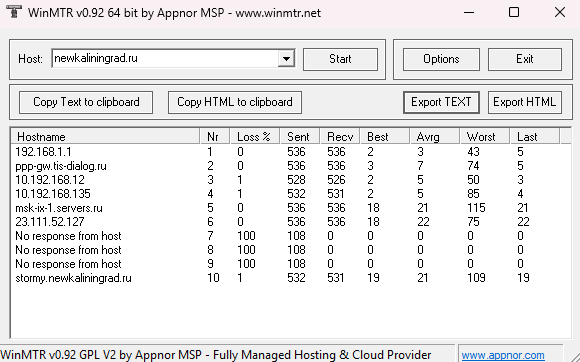 WinMTR v0.92 64 bit by Appnor MSP - www.winmtr.net
Host: newkaliningrad.ru Start Options Exit
Copy Text to clipboard Copy HTML to clipboard Export TEXT Export HTML
Hostname Nr Loss % Sent Recv Best Avrg Worst Last
192.168.1.1 1 0 536 536 2 3 43 5
ppp-gw.tis-dialog.ru 2 0 536 536 3 7 74 5
10.192.168.12 3 1 528 526 2 5 50 3
10.192.168.135 4 1 532 531 2 5 85 4
msk-ix-1.servers.ru 5 0 536 536 18 21 115 21
23.111.52.127 6 0 536 536 18 22 75 22
No response from host 7 100 108 0 0 0 0 0
No response from host 8 100 108 0 0 0 0 0
No response from host 9 100 108 0 0 0 0 0
stormy.newkaliningrad.ru 10 1 532 531 19 21 109 19
WinMTR v0.92 GPL V2 by Appnor MSP - Fully Managed Hosting & Cloud Provider www.appnor.com